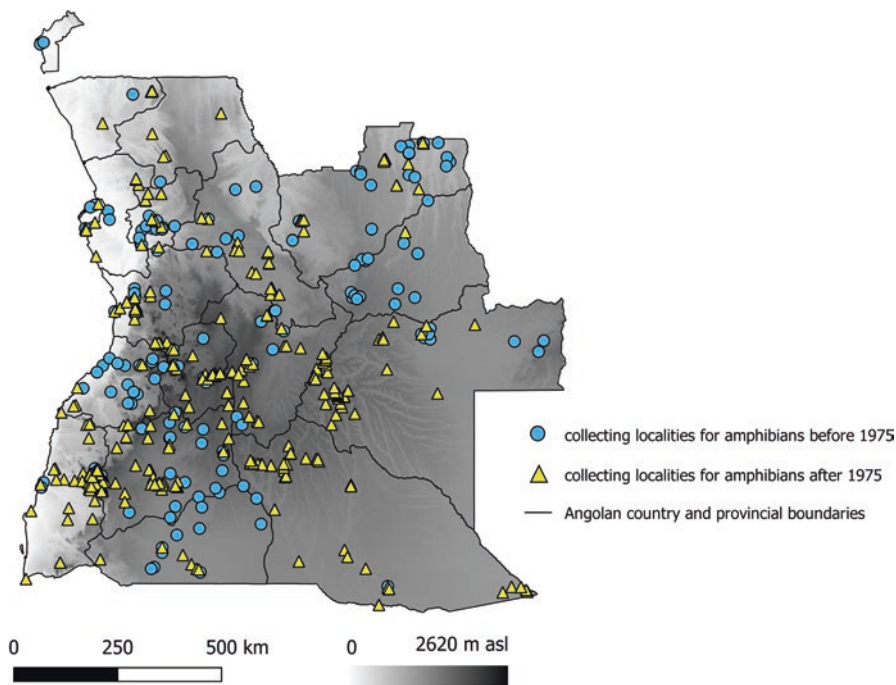 collecting localities for amphibians before 1975
collecting localities for amphibians after 1975
Angolan country and provincial boundaries
0 250 500 km
0 2620 m asl